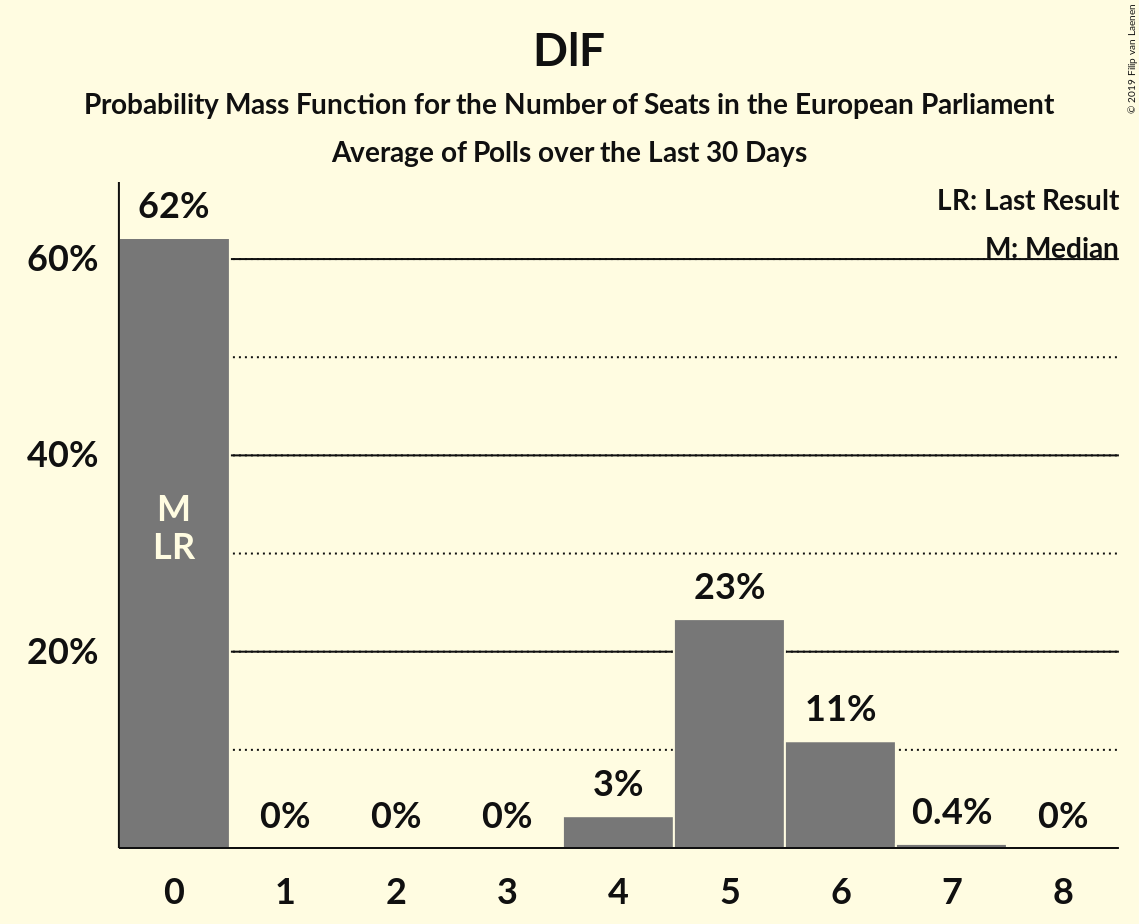 DlF
Probability Mass Function for the Number of Seats in the European Parliament
Average of Polls over the Last 30 Days
© 2019 Filip van Laenen
LR: Last Result
M: Median
62%
60%
40%
20%
M
LR
0%
0%
0%
3%
23%
11%
0.4%
0%
0 1 2 3 4 5 6 7 8